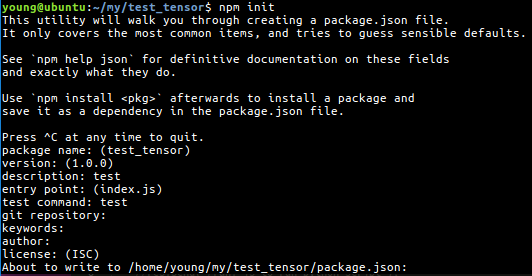 young@ubuntu:~/my/test_tensor$ npm init
This utility will walk you through creating a package.json file.
It only covers the most common items, and tries to guess sensible defaults.
See `npm help json` for definitive documentation on these fields
and exactly what they do.
Use `npm install <pkg>` afterwards to install a package and
save it as a dependency in the package.json file.
Press ^C at any time to quit.
package name: (test_tensor)
version: (1.0.0)
description: test
entry point: (index.js)
test command: test
git repository:
keywords:
author:
license: (ISC)
About to write to /home/young/my/test_tensor/package.json: